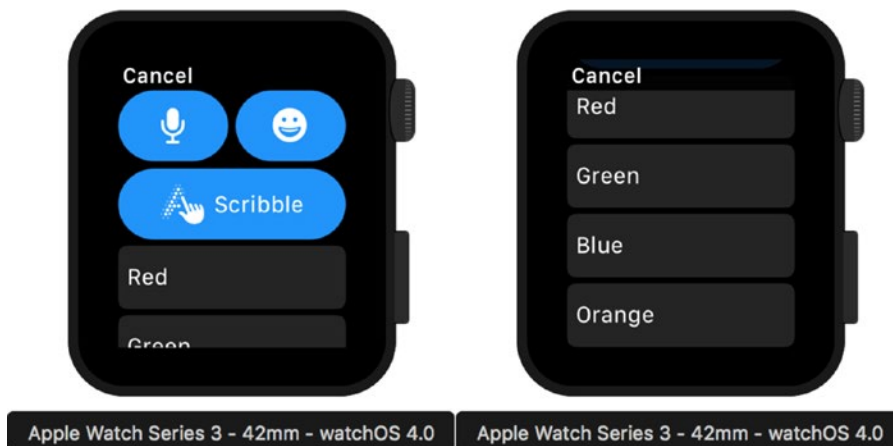 Cancel
Scribble
Red
Green
Apple Watch Series 3 - 42mm - watchOS 4.0
Cancel
Red
Green
Blue
Orange
Apple Watch Series 3 - 42mm - watchOS 4.0